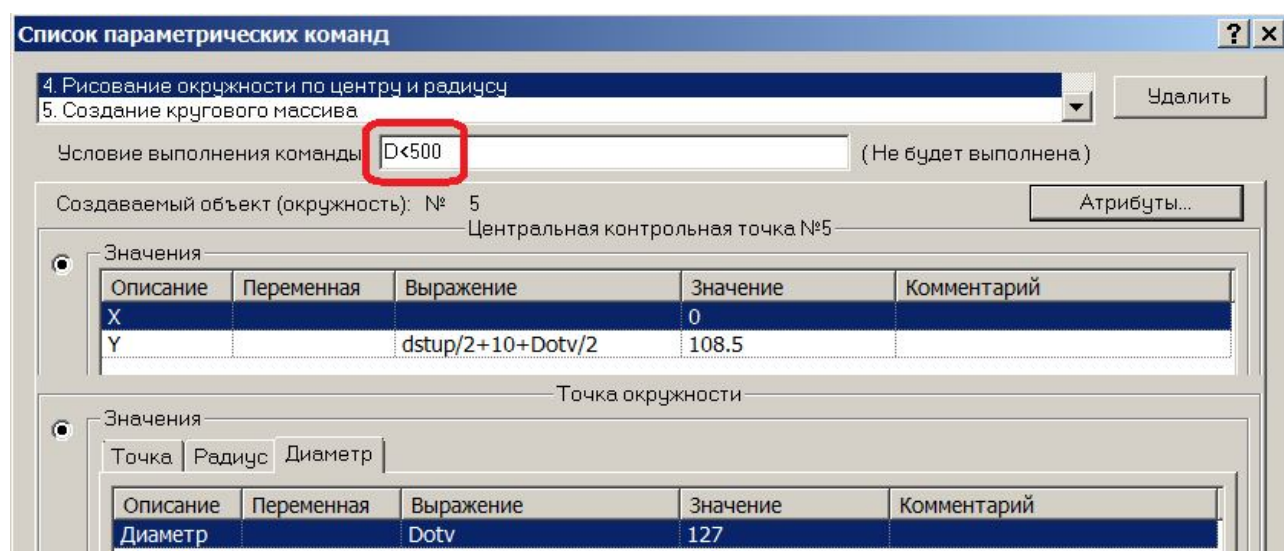 Список параметрических команд
4. Рисование окружности по центру и радиусу
5. Создание кругового массива
Удалить
Условие выполнения команды D<500 (Не будет выполнена)
Создаваемый объект (окружность): № 5 Атрибуты...
Центральная контрольная точка №5
Значения
Описание Переменная Выражение Значение Комментарий
X 0
Y dstup/2+10+Dotv/2 108.5
Точка окружности
Значения
Точка Радиус Диаметр
Описание Переменная Выражение Значение Комментарий
Диаметр Dotv 127